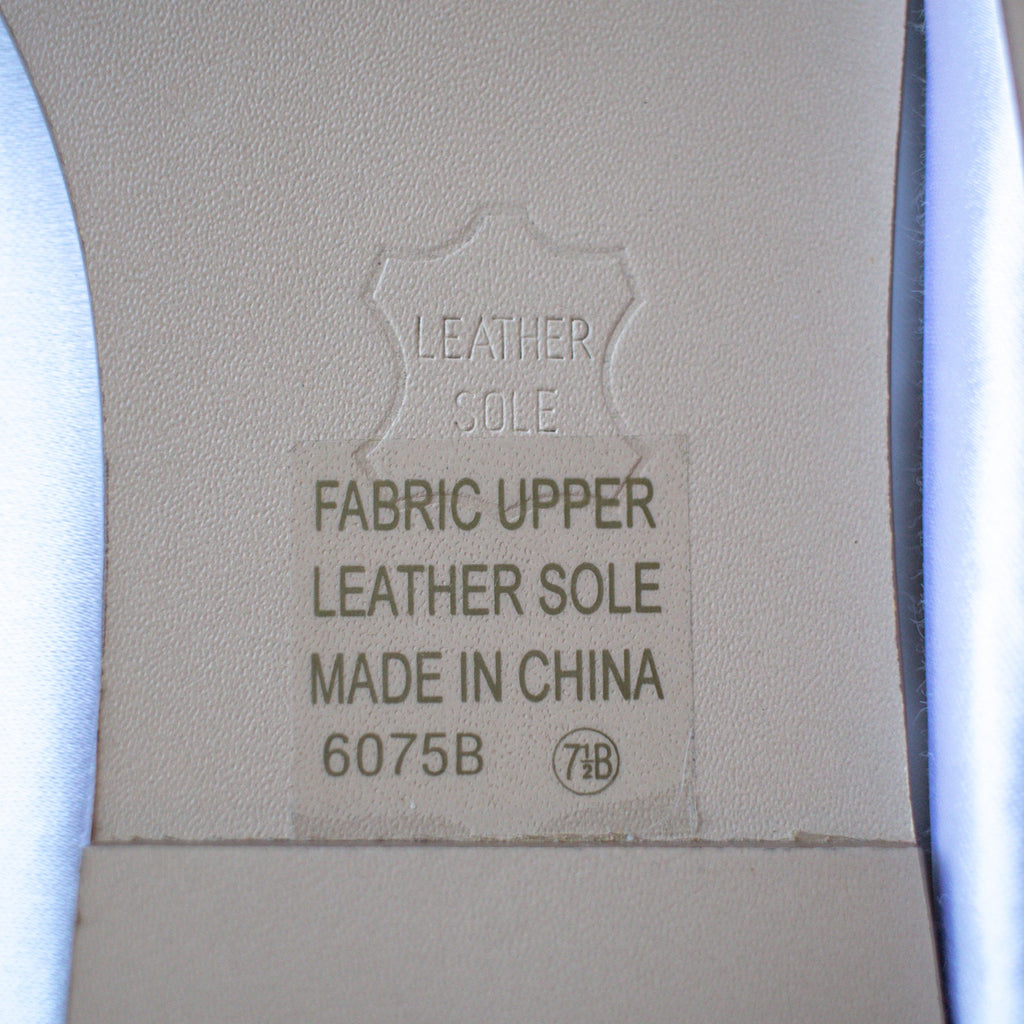 LEATHER
SOLE
FABRIC UPPER
LEATHER SOLE
MADE IN CHINA
6075B 7½B